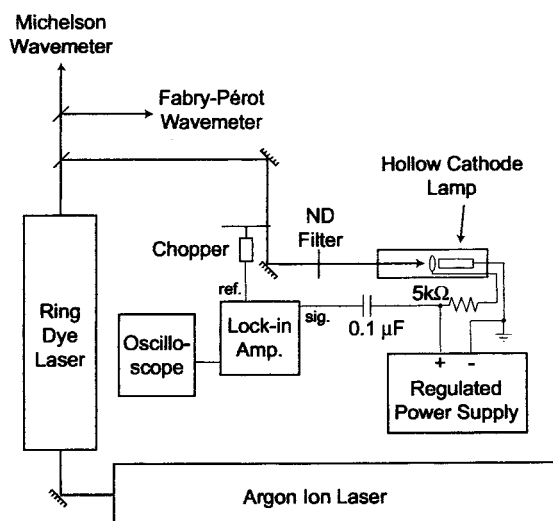 Michelson
Wavemeter
Fabry-Pérot
Wavemeter
Hollow Cathode
Lamp
ND
Filter
Chopper
ref.
5kΩ
sig.
0.1 µF
Ring
Dye
Laser
Oscillo-
scope
Lock-in
Amp.
+ -
Regulated
Power Supply
Argon Ion Laser